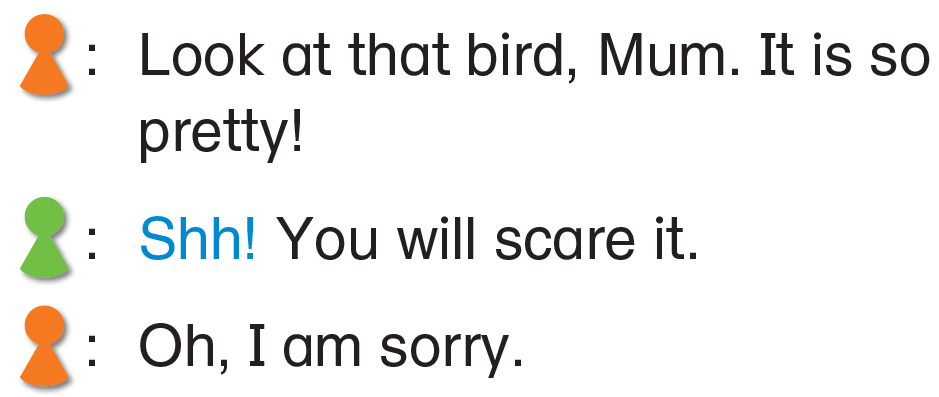 : Look at that bird, Mum. It is so
pretty!
: Shh! You will scare it.
: Oh, I am sorry.